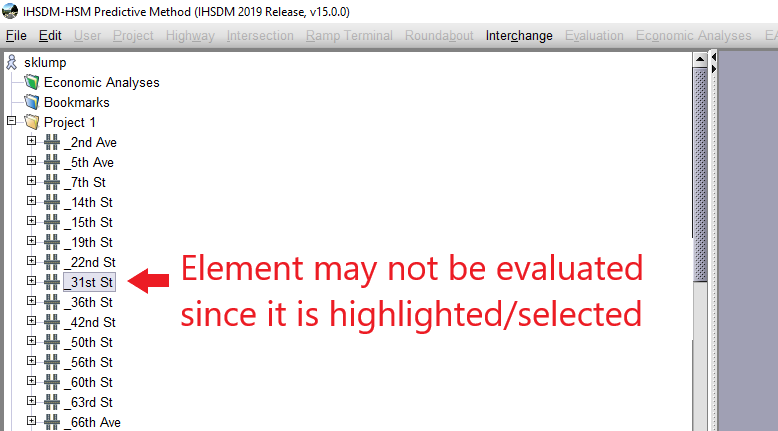 IHSDM-HSM Predictive Method (IHSDM 2019 Release, v15.0.0)
File Edit User Project Highway Intersection Ramp Terminal Roundabout Interchange Evaluation Economic Analyses EA
sklump
Economic Analyses
Bookmarks
Project 1
_2nd Ave
_5th Ave
_7th St
_14th St
_15th St
_19th St
_22nd St
_31st St
_36th St
_42nd St
_50th St
_56th St
_60th St
_63rd St
_66th Ave
Element may not be evaluated
since it is highlighted/selected